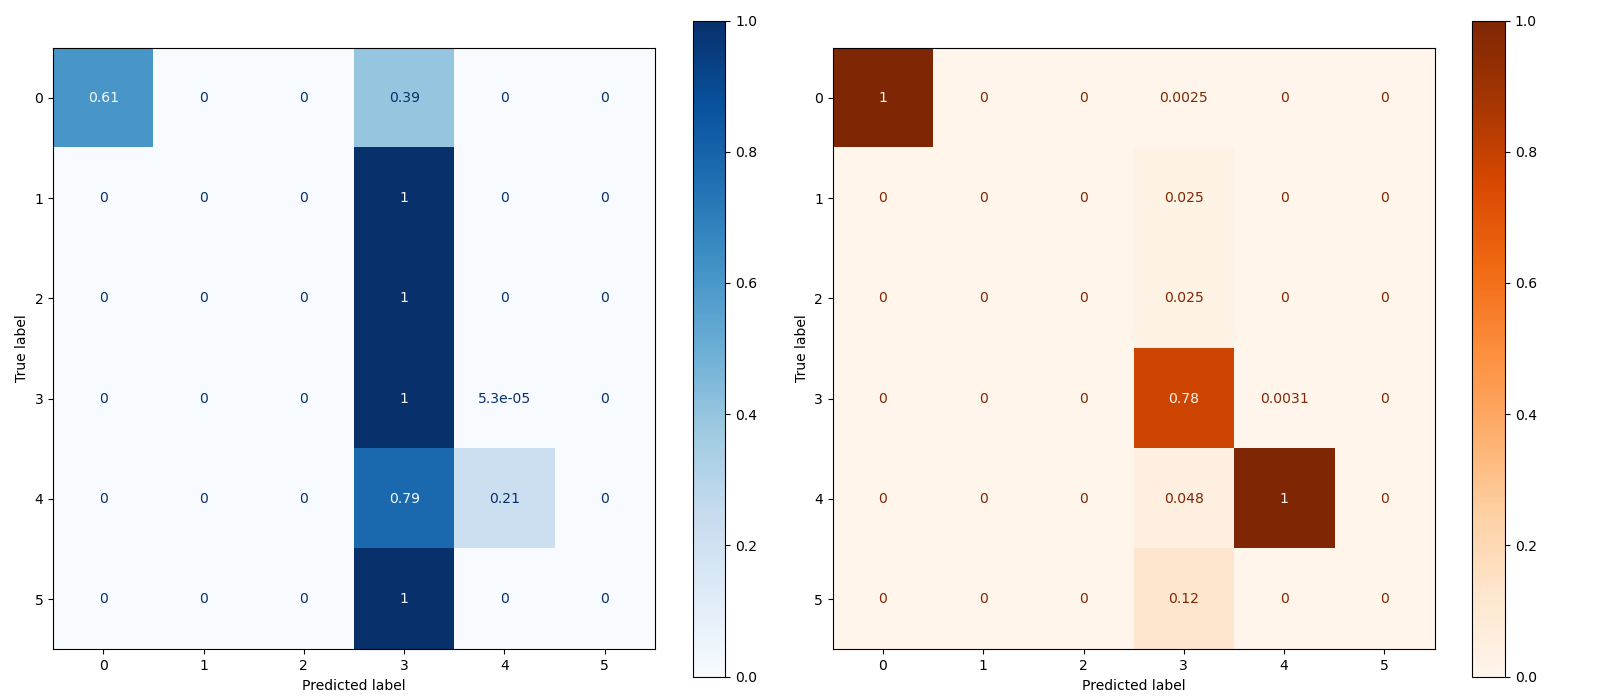 0 0.61 0 0 0.39 0 0
1 0 0 0 1 0 0
2 0 0 0 1 0 0
3 0 0 0 1 5.3e-05 0
4 0 0 0 0.79 0.21 0
5 0 0 0 1 0 0
0 1 2 3 4 5
Predicted label
True label
1.0
0.8
0.6
0.4
0.2
0.0
0 1 0 0 0.0025 0 0
1 0 0 0 0.025 0 0
2 0 0 0 0.025 0 0
3 0 0 0 0.78 0.0031 0
4 0 0 0 0.048 1 0
5 0 0 0 0.12 0 0
0 1 2 3 4 5
Predicted label
True label
1.0
0.8
0.6
0.4
0.2
0.0